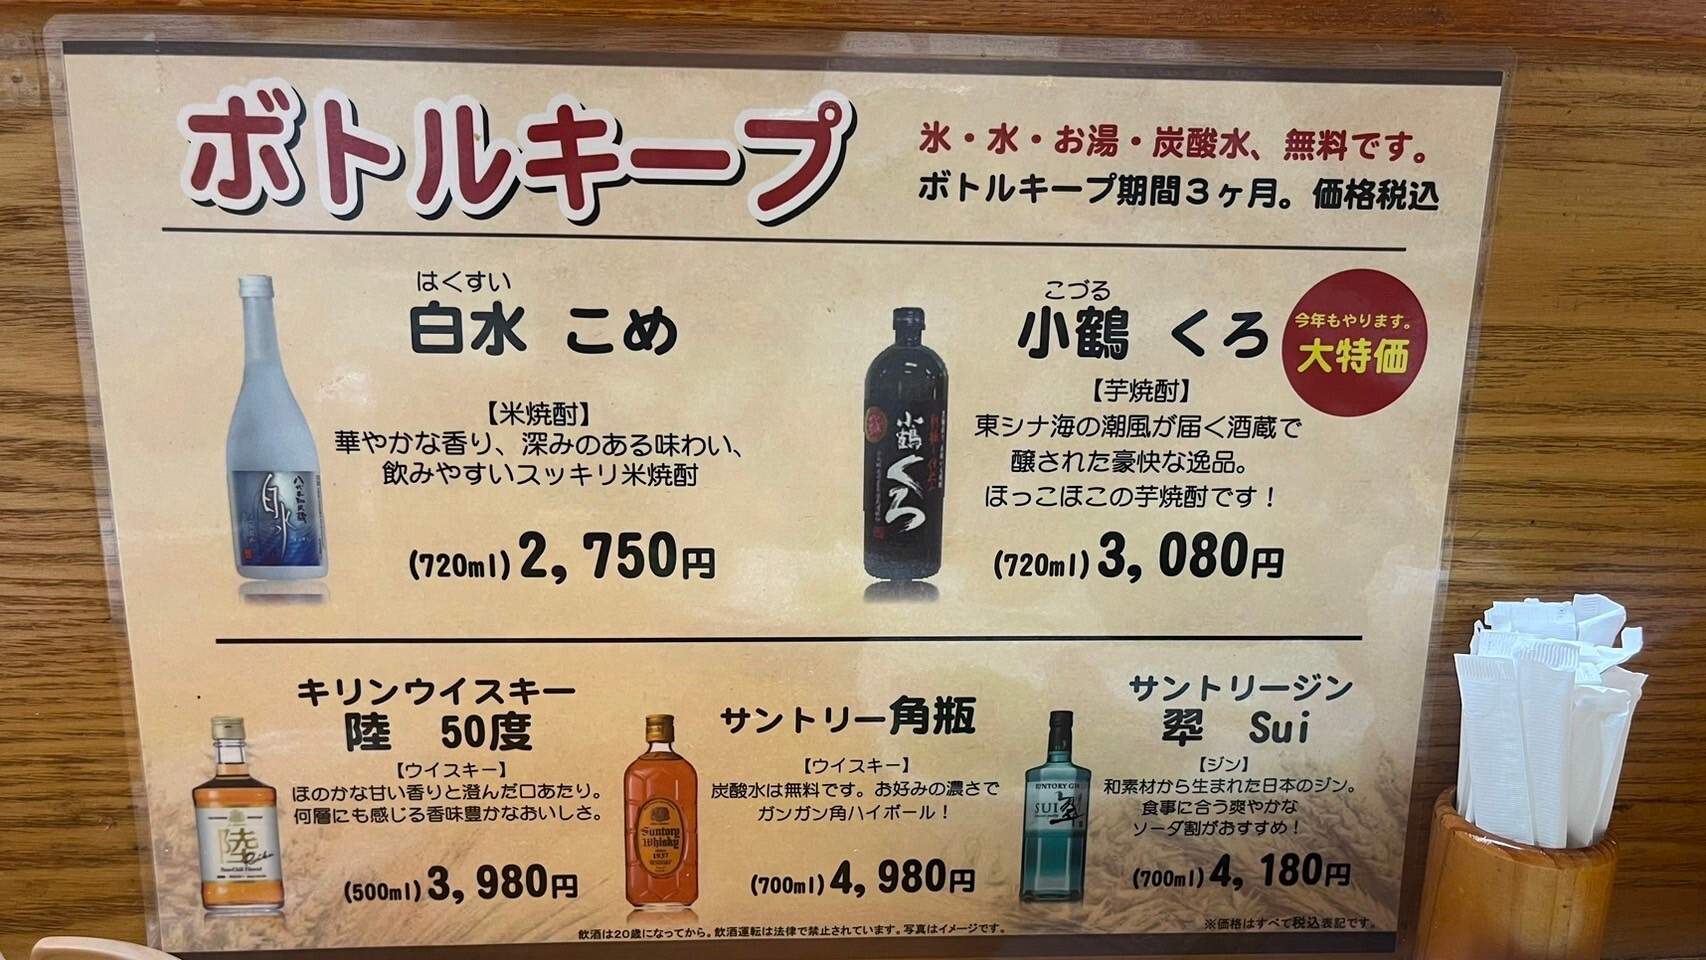 ボトルキープ
氷・水・お湯・炭酸水、無料です。
ボトルキープ期間3ヶ月。価格税込
はくすい
白水 こめ
【米焼酎】
華やかな香り、深みのある味わい、
飲みやすいスッキリ米焼酎
(720ml) 2,750円
白水
こづる
小鶴 くろ
今年もやります。
大特価
【芋焼酎】
東シナ海の潮風が届く酒蔵で
醸された豪快な逸品。
ほっこほこの芋焼酎です！
(720ml) 3,080円
小鶴
くろ
キリンウイスキー
陸 50度
【ウイスキー】
ほのかな甘い香りと澄んだ口あたり。
何層にも感じる香味豊かなおいしさ。
(500ml) 3,980円
陸
サントリー角瓶
【ウイスキー】
炭酸水は無料です。お好みの濃さで
ガンガン角ハイボール！
(700ml) 4,980円
Suntory
Whisky
1937
サントリージン
翆 Sui
【ジン】
和素材から生まれた日本のジン。
食事に合う爽やかな
ソーダ割がおすすめ！
(700ml) 4,180円
SUNTORY GIN
SUI
翠
※価格はすべて税込表記です。
飲酒は20歳になってから。飲酒運転は法律で禁止されています。写真はイメージです。